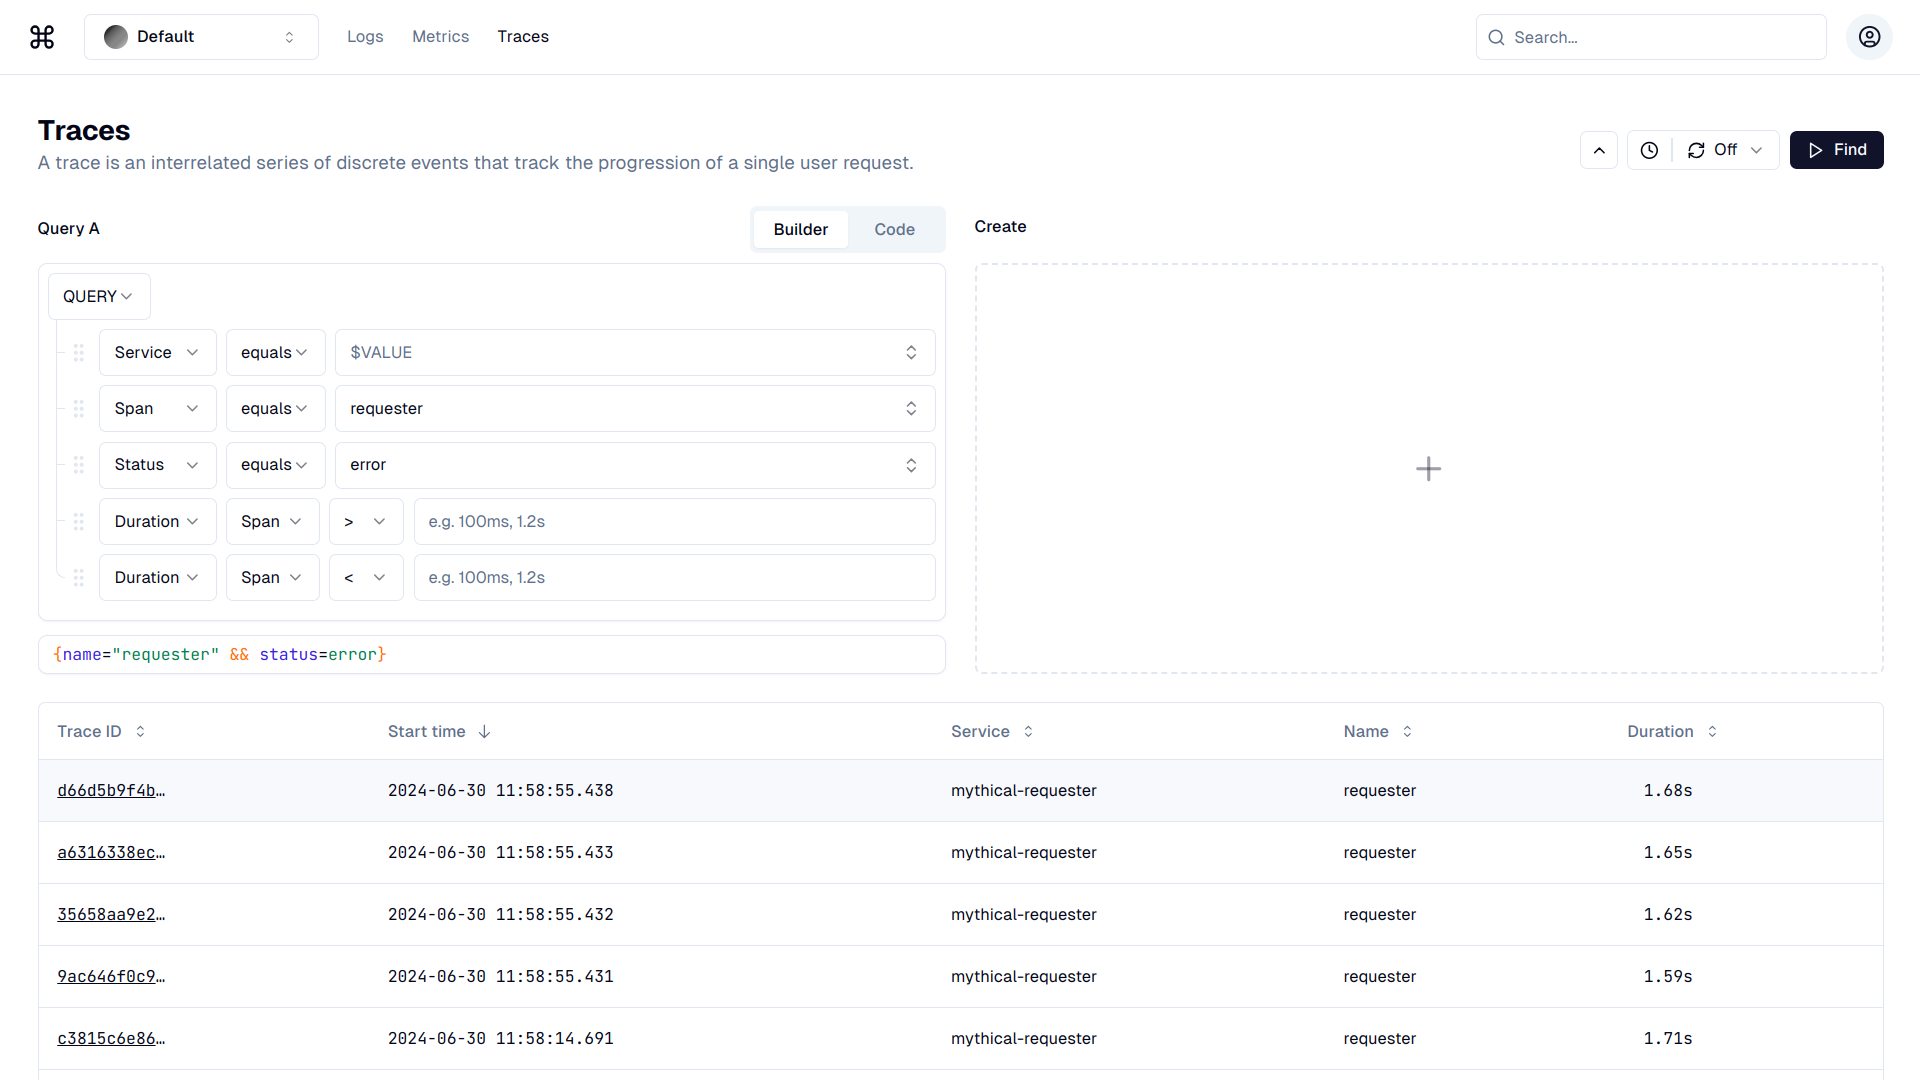 Default
Logs Metrics Traces
Search...
Traces
A trace is an interrelated series of discrete events that track the progression of a single user request.
Off
Find
Query A
Builder Code
Create
QUERY
Service equals $VALUE
Span equals requester
Status equals error
Duration Span > e.g. 100ms, 1.2s
Duration Span < e.g. 100ms, 1.2s
{name="requester" && status=error}
Trace ID Start time Service Name Duration
d66d5b9f4b… 2024-06-30 11:58:55.438 mythical-requester requester 1.68s
a6316338ec… 2024-06-30 11:58:55.433 mythical-requester requester 1.65s
35658aa9e2… 2024-06-30 11:58:55.432 mythical-requester requester 1.62s
9ac646f0c9… 2024-06-30 11:58:55.431 mythical-requester requester 1.59s
c3815c6e86… 2024-06-30 11:58:14.691 mythical-requester requester 1.71s